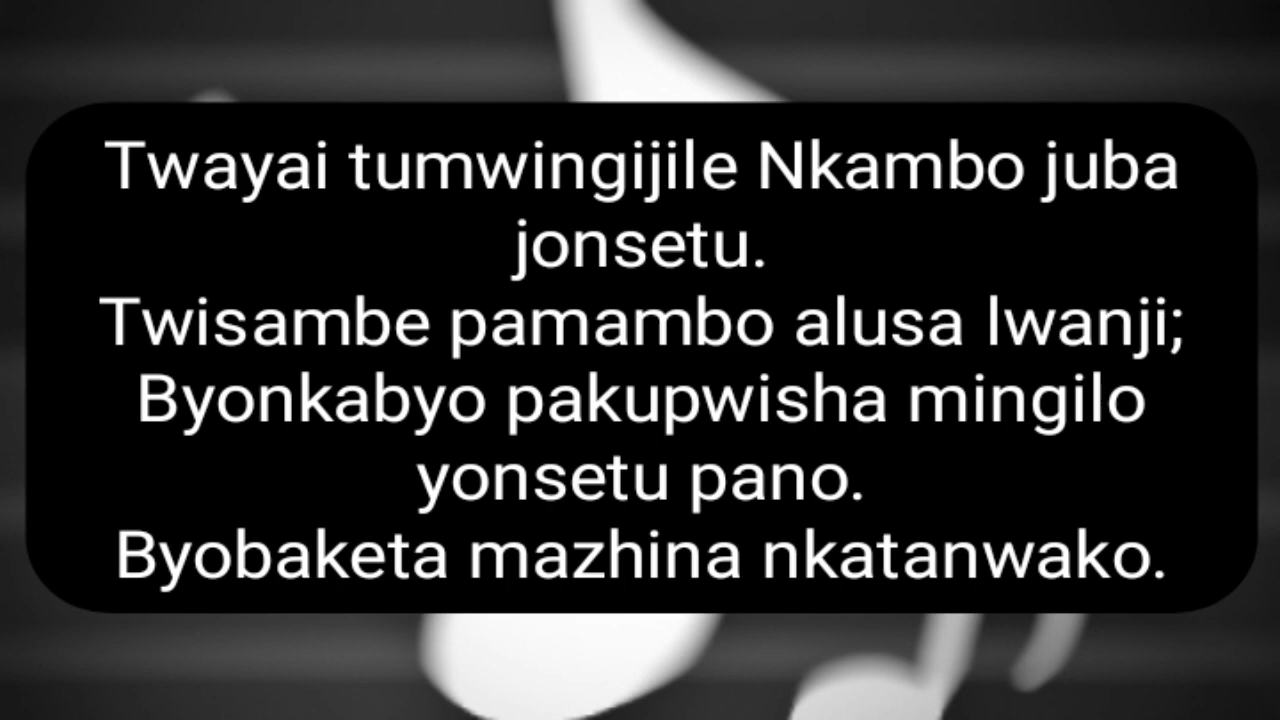 Twayai tumwingijile Nkambo juba
jonsetu.
Twisambe pamambo alusa lwanji;
Byonkabyo pakupwisha mingilo
yonsetu pano.
Byobaketa mazhina nkatanwako.